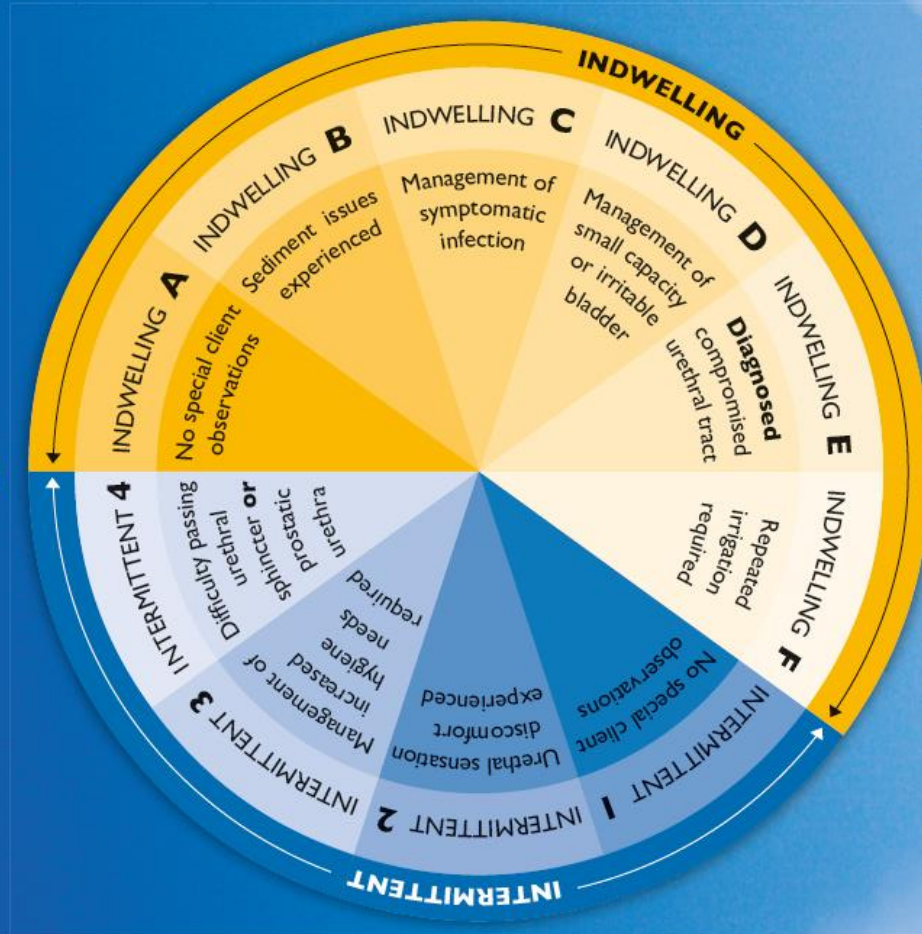 INDWELLING
INDWELLING A
No special client
observations
INDWELLING B
Sediment issues
experienced
INDWELLING C
Management of
symptomatic
infection
INDWELLING D
Management of
small capacity
or irritable
bladder
INDWELLING E
Diagnosed
compromised
urethral tract
INDWELLING F
Repeated
irrigation
required
INTERMITTENT 1
No special client
observations
INTERMITTENT 2
Urethal sensation
discomfort
experienced
INTERMITTENT 3
Management of
increased
hygiene
needs
required
INTERMITTENT 4
Difficulty passing
urethral
sphincter or
prostatic
urethra
INTERMITTENT